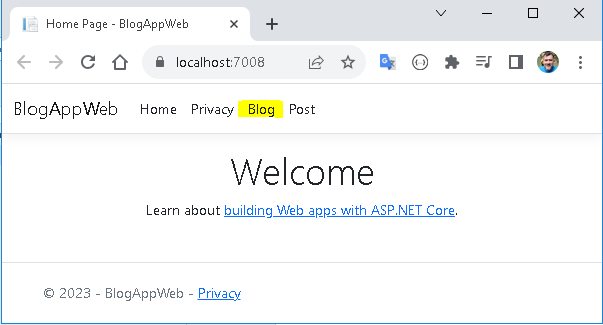 Home Page - BlogAppWeb
localhost:7008
BlogAppWeb Home Privacy Blog Post
Welcome
Learn about building Web apps with ASP.NET Core.
© 2023 - BlogAppWeb - Privacy